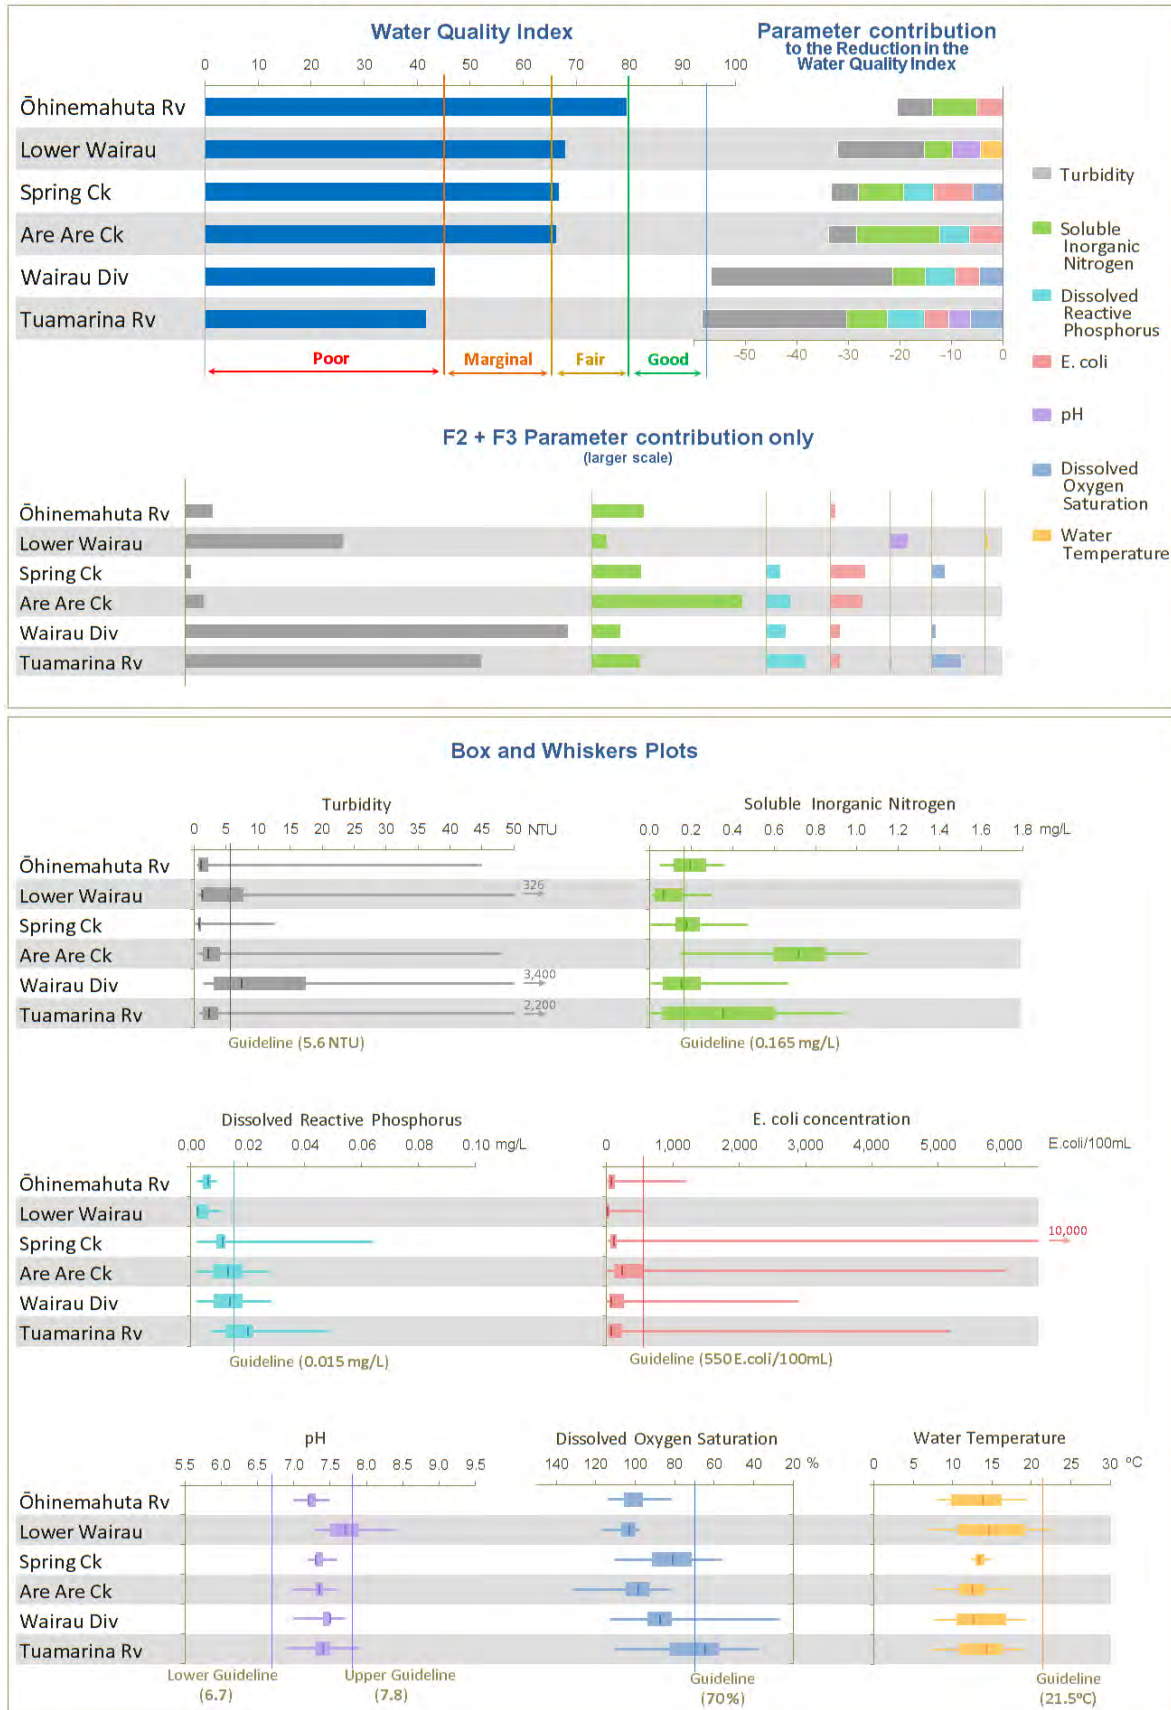 Water Quality Index
Parameter contribution
to the Reduction in the
Water Quality Index
0 10 20 30 40 50 60 70 80 90 100
Ōhinemahuta Rv
Lower Wairau
Spring Ck
Are Are Ck
Wairau Div
Tuamarina Rv
Poor Marginal Fair Good
-50 -40 -30 -20 -10 0
Turbidity
Soluble
Inorganic
Nitrogen
Dissolved
Reactive
Phosphorus
E. coli
pH
Dissolved
Oxygen
Saturation
Water
Temperature
F2 + F3 Parameter contribution only
(larger scale)
Ōhinemahuta Rv
Lower Wairau
Spring Ck
Are Are Ck
Wairau Div
Tuamarina Rv
Box and Whiskers Plots
Turbidity
0 5 10 15 20 25 30 35 40 45 50 NTU
Soluble Inorganic Nitrogen
0.0 0.2 0.4 0.6 0.8 1.0 1.2 1.4 1.6 1.8 mg/L
Ōhinemahuta Rv
Lower Wairau
326
Spring Ck
Are Are Ck
Wairau Div
3,400
Tuamarina Rv
2,200
Guideline (5.6 NTU)
Guideline (0.165 mg/L)
Dissolved Reactive Phosphorus
0.00 0.02 0.04 0.06 0.08 0.10 mg/L
E. coli concentration
0 1,000 2,000 3,000 4,000 5,000 6,000 E.coli/100mL
Ōhinemahuta Rv
Lower Wairau
Spring Ck
10,000
Are Are Ck
Wairau Div
Tuamarina Rv
Guideline (0.015 mg/L)
Guideline (550 E.coli/100mL)
pH
5.5 6.0 6.5 7.0 7.5 8.0 8.5 9.0 9.5
Dissolved Oxygen Saturation
140 120 100 80 60 40 20 %
Water Temperature
0 5 10 15 20 25 30 ºC
Ōhinemahuta Rv
Lower Wairau
Spring Ck
Are Are Ck
Wairau Div
Tuamarina Rv
Lower Guideline
(6.7)
Upper Guideline
(7.8)
Guideline
(70%)
Guideline
(21.5ºC)